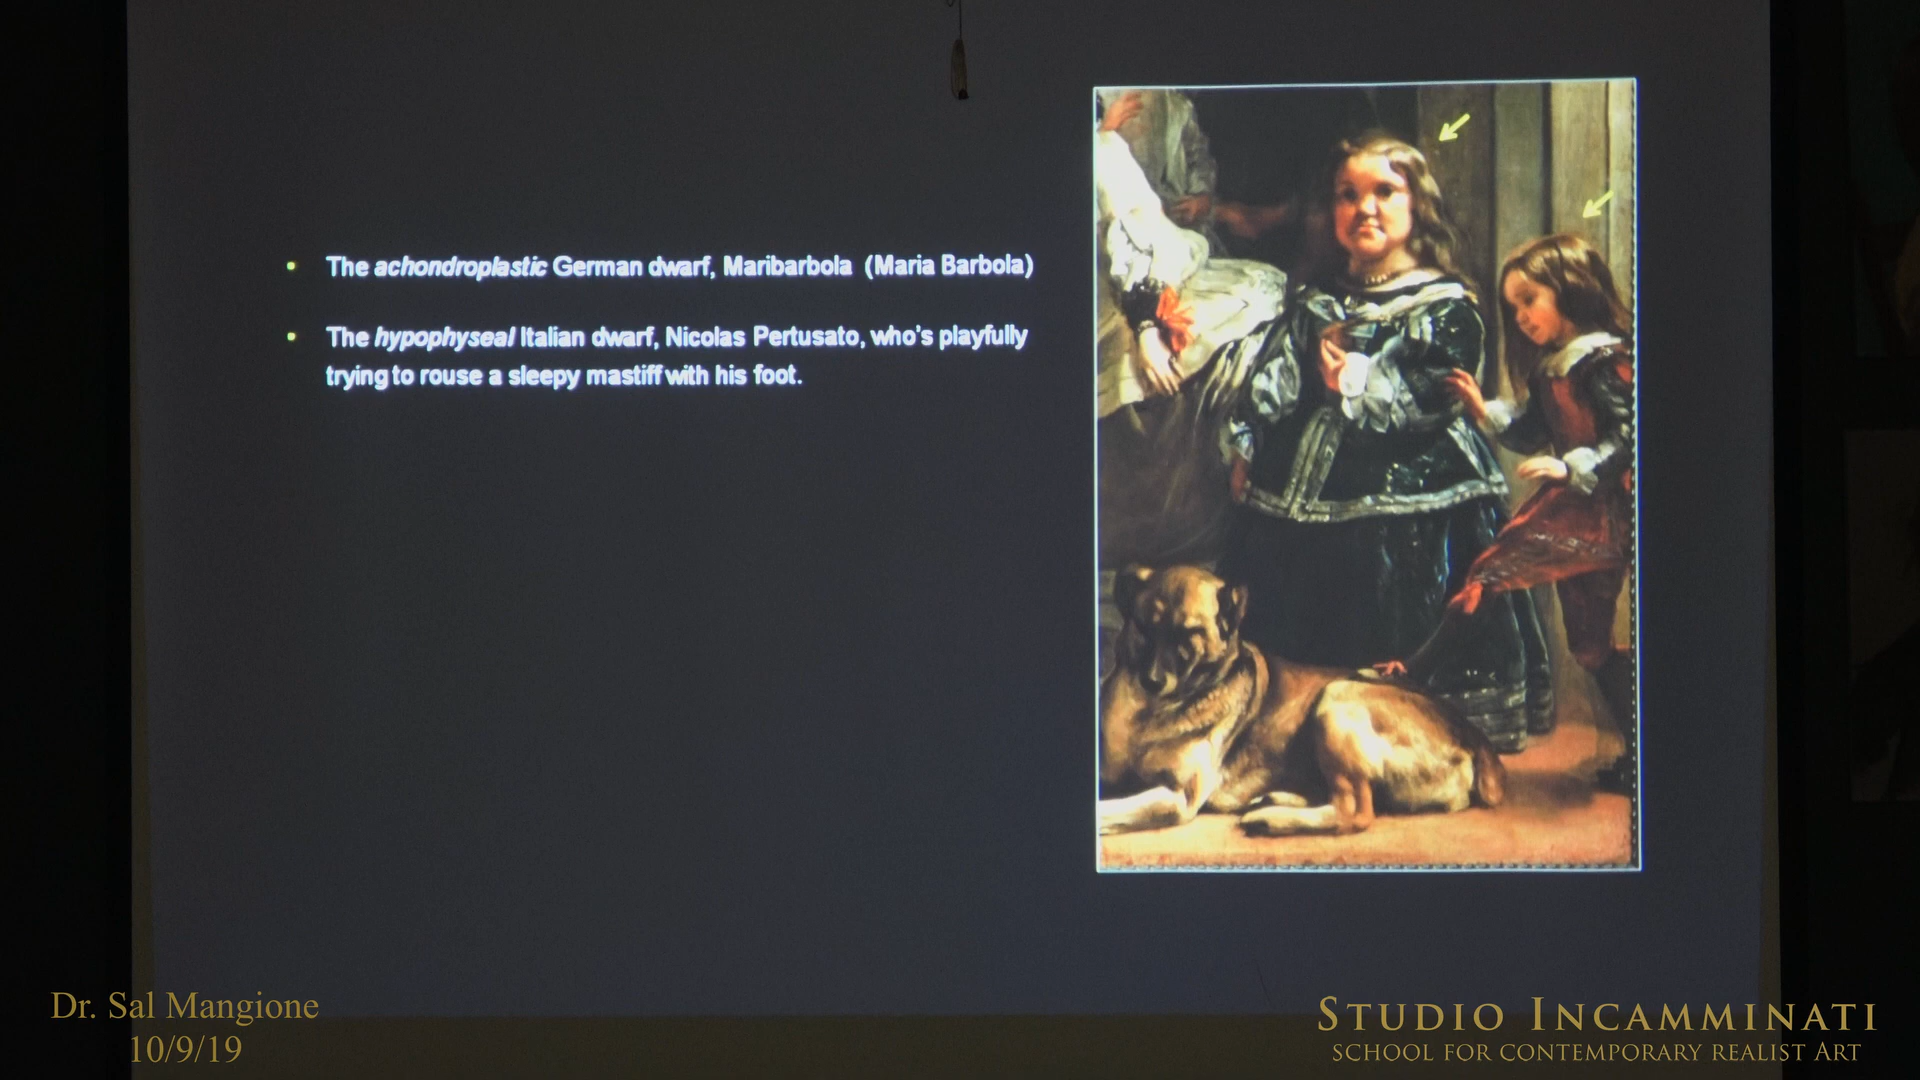 The achondroplastic German dwarf, Maribarbola (Maria Barbola)
The hypophyseal Italian dwarf, Nicolas Pertusato, who's playfully
trying to rouse a sleepy mastiff with his foot.
Dr. Sal Mangione
10/9/19
STUDIO INCAMMINATI
SCHOOL FOR CONTEMPORARY REALIST ART